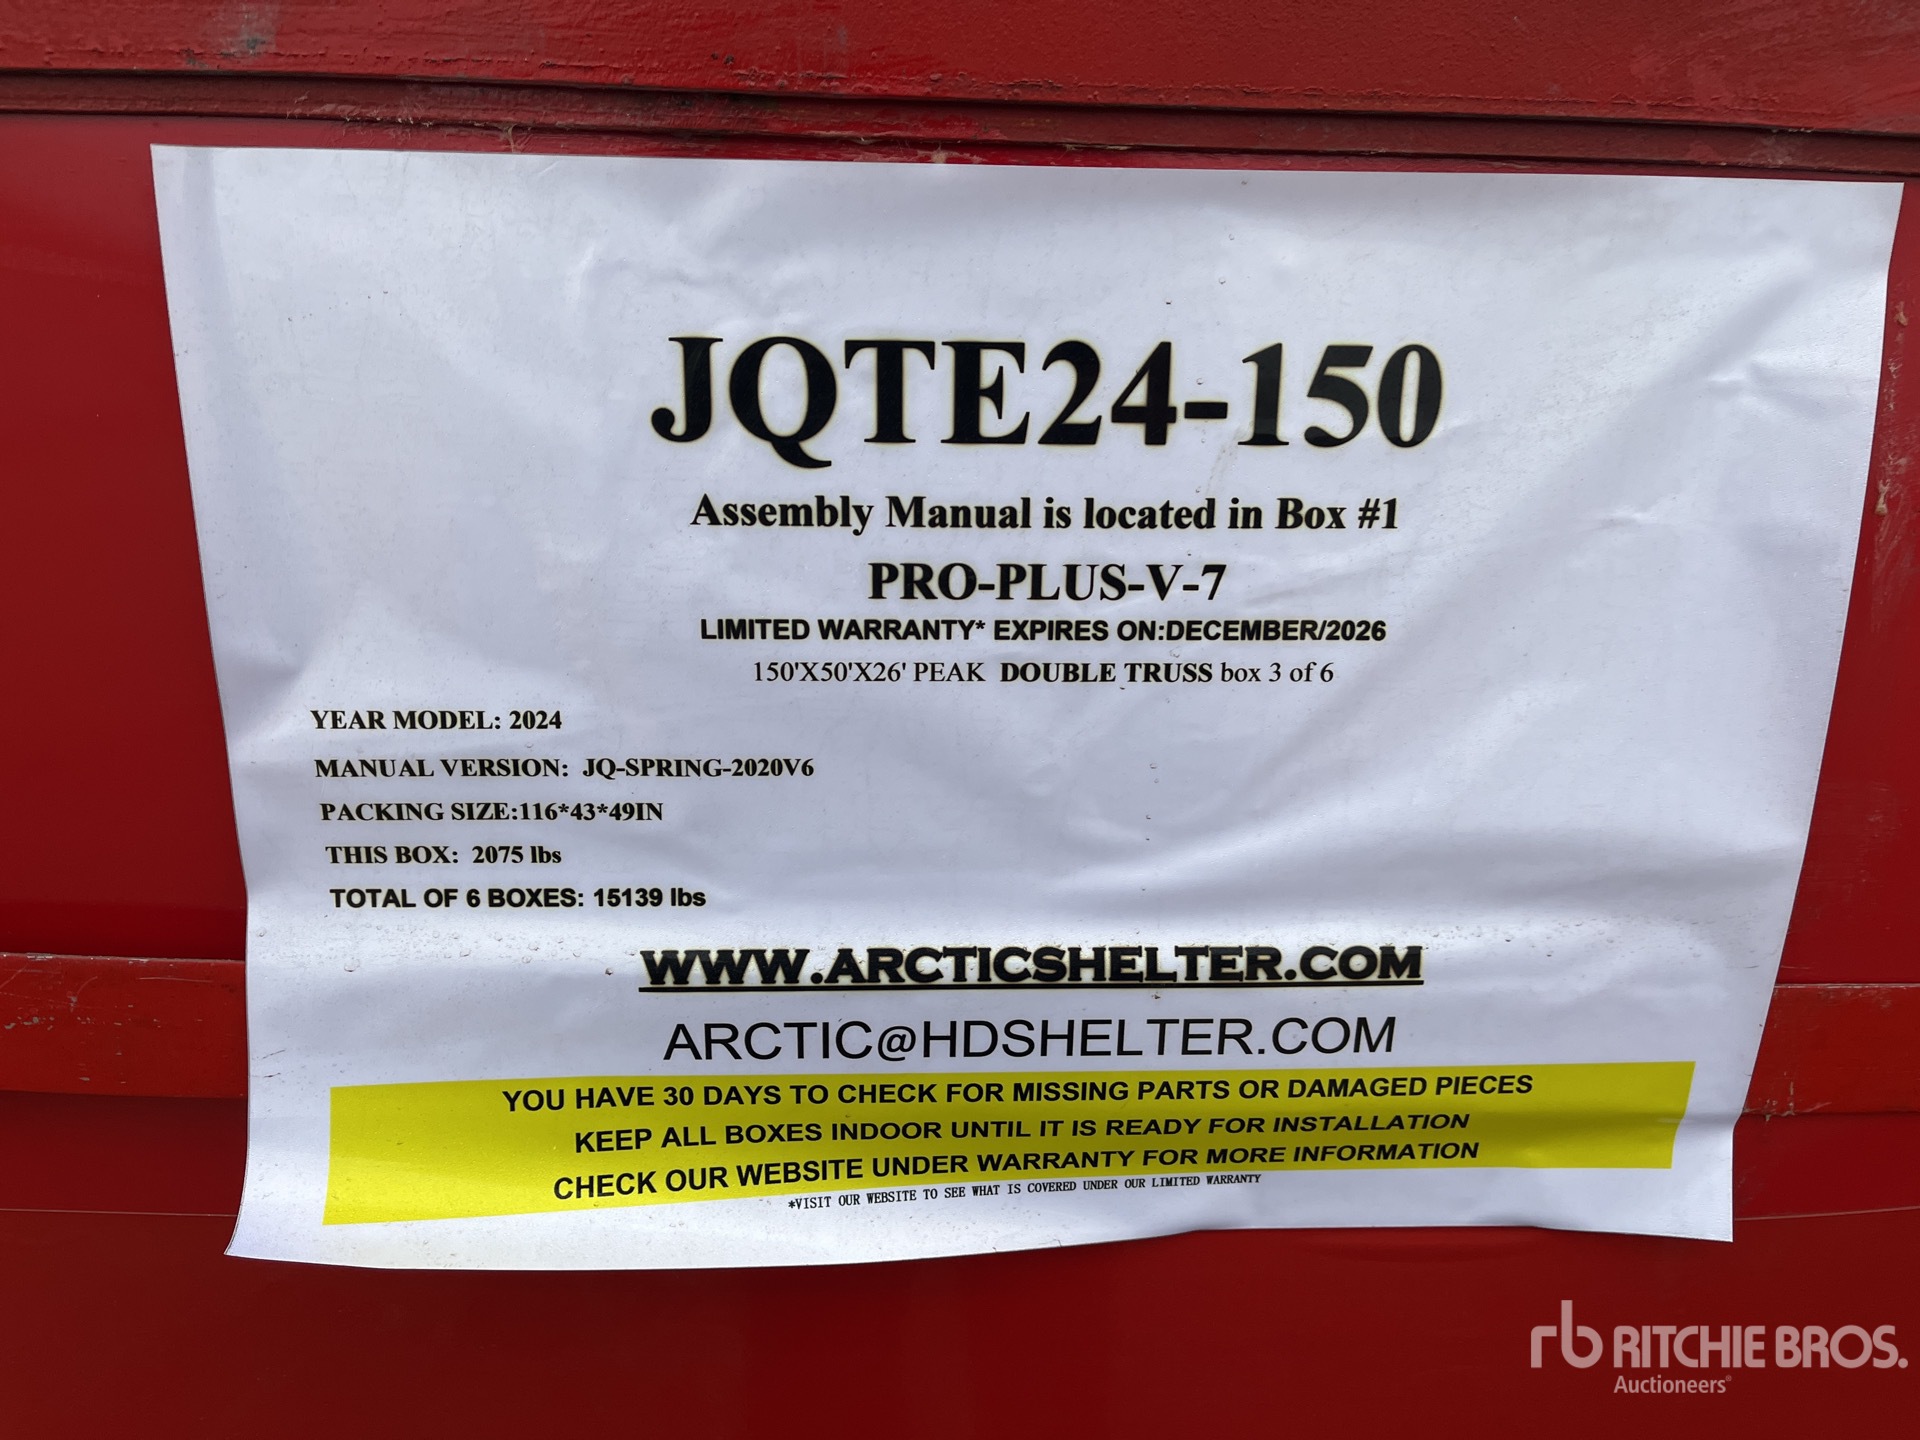 JQTE24-150
Assembly Manual is located in Box #1
PRO-PLUS-V-7
LIMITED WARRANTY* EXPIRES ON:DECEMBER/2026
150'X50'X26' PEAK DOUBLE TRUSS box 3 of 6
YEAR MODEL: 2024
MANUAL VERSION: JQ-SPRING-2020V6
PACKING SIZE:116*43*49IN
THIS BOX: 2075 lbs
TOTAL OF 6 BOXES: 15139 lbs
WWW.ARCTICSHELTER.COM
ARCTIC@HDSHELTER.COM
YOU HAVE 30 DAYS TO CHECK FOR MISSING PARTS OR DAMAGED PIECES
KEEP ALL BOXES INDOOR UNTIL IT IS READY FOR INSTALLATION
CHECK OUR WEBSITE UNDER WARRANTY FOR MORE INFORMATION
*VISIT OUR WEBSITE TO SEE WHAT IS COVERED UNDER OUR LIMITED WARRANTY
rb RITCHIE BROS.
Auctioneers®